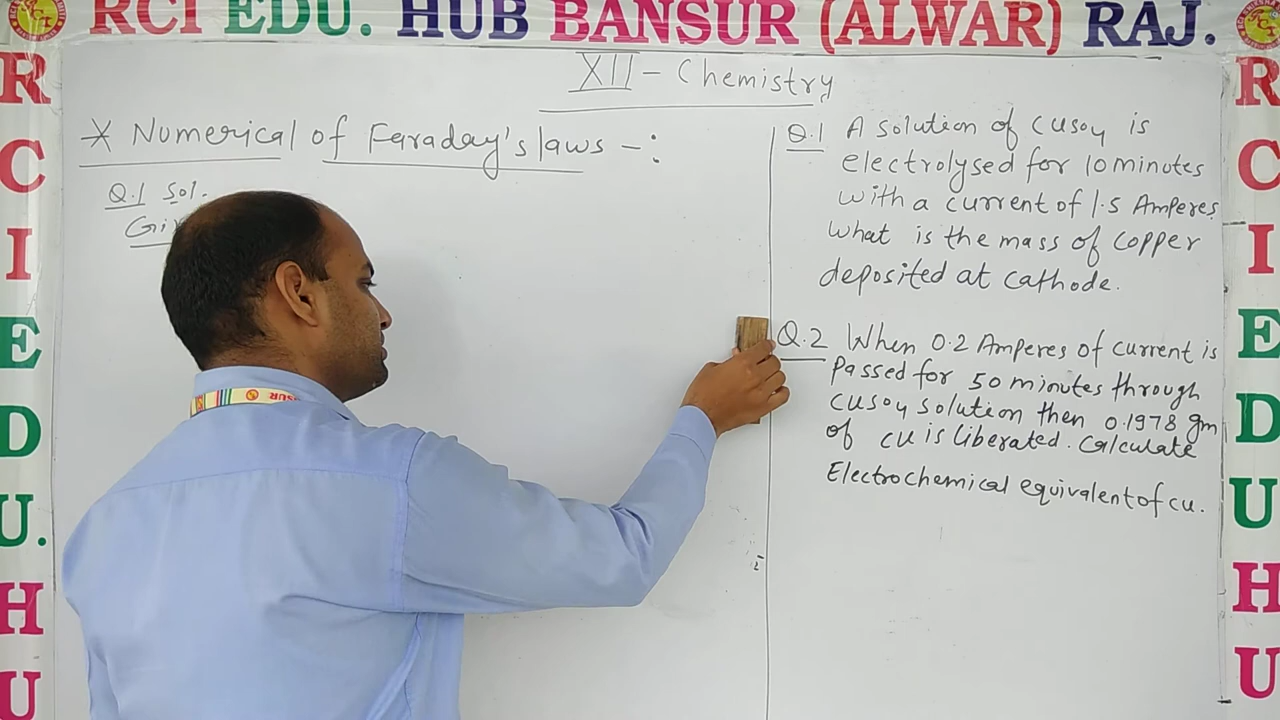 RCI EDU. HUB BANSUR (ALWAR) RAJ.
R
C
I
E
D
U.
H
U
XII - Chemistry
* Numerical of Faraday's laws -:
Q.1 Sol.
Q.1 A solution of CuSO4 is
electrolysed for 10 minutes
with a current of 1.5 Amperes
what is the mass of copper
deposited at cathode.
Q.2 When 0.2 Amperes of current is
passed for 50 minutes through
CuSO4 solution then 0.1978 gm
of cu is liberated. Calculate
Electrochemical equivalent of cu.
R
C
I
E
D
U
H
U